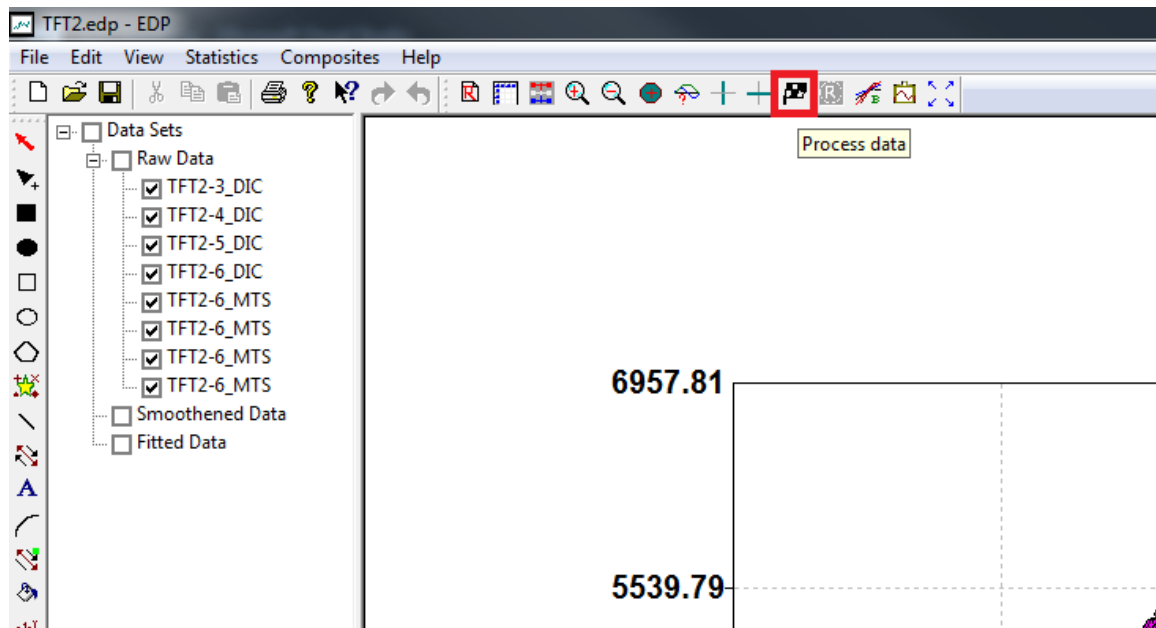 TFT2.edp - EDP
File Edit View Statistics Composites Help
R R B
Process data
Data Sets
Raw Data
TFT2-3_DIC
TFT2-4_DIC
TFT2-5_DIC
TFT2-6_DIC
TFT2-6_MTS
TFT2-6_MTS
TFT2-6_MTS
TFT2-6_MTS
Smoothened Data
Fitted Data
A
6957.81
5539.79